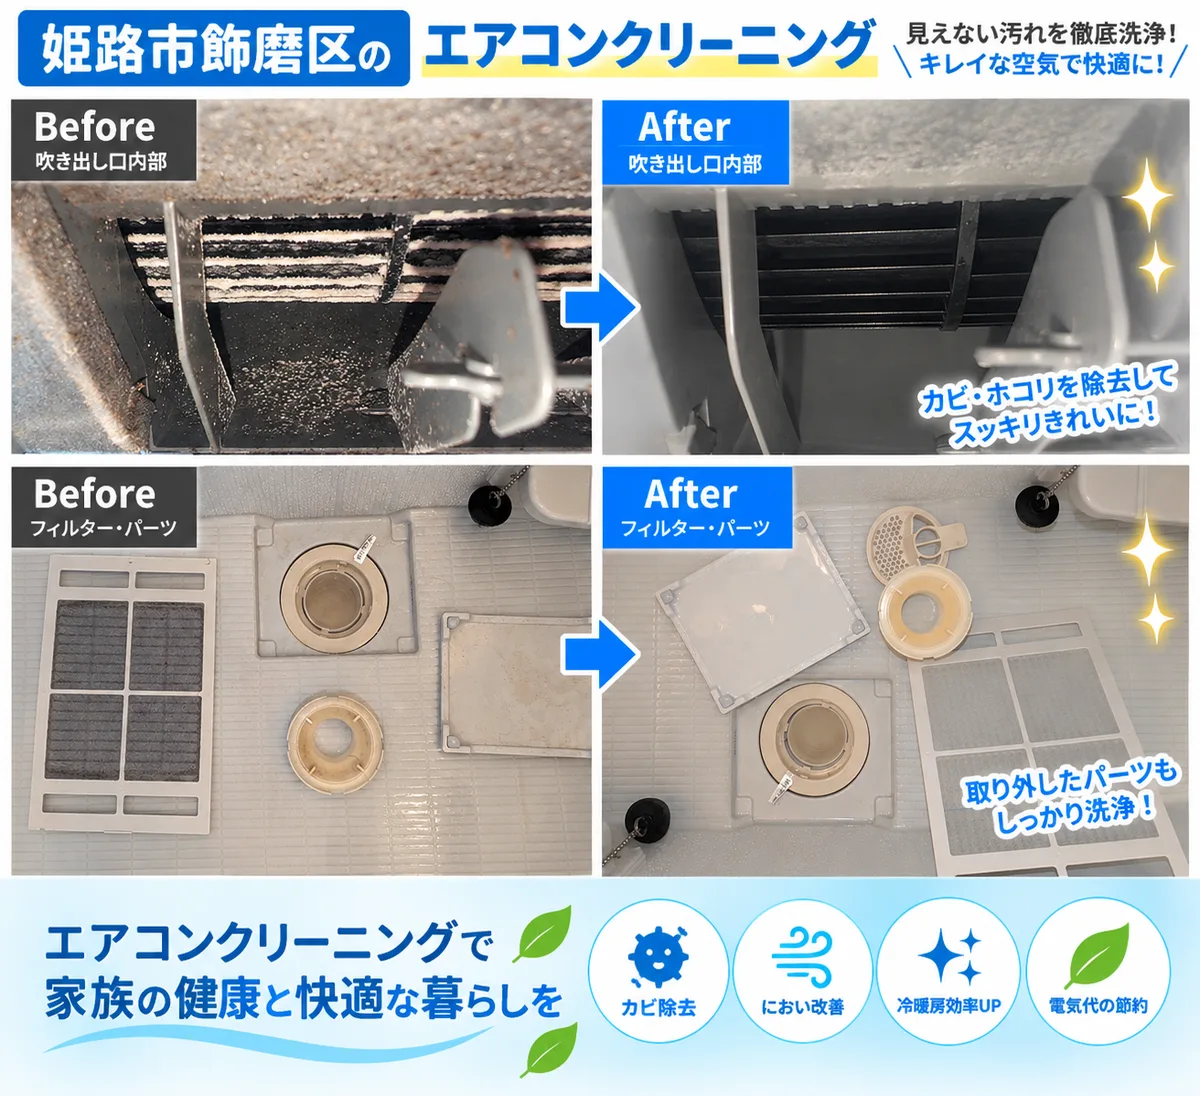 姫路市飾磨区の エアコンクリーニング
見えない汚れを徹底洗浄!
キレイな空気で快適に!
Before
吹き出し口内部
After
吹き出し口内部
カビ・ホコリを除去して
スッキリきれいに!
Before
フィルター・パーツ
After
フィルター・パーツ
取り外したパーツも
しっかり洗浄!
エアコンクリーニングで
家族の健康と快適な暮らしを
カビ除去
におい改善
冷暖房効率UP
電気代の節約